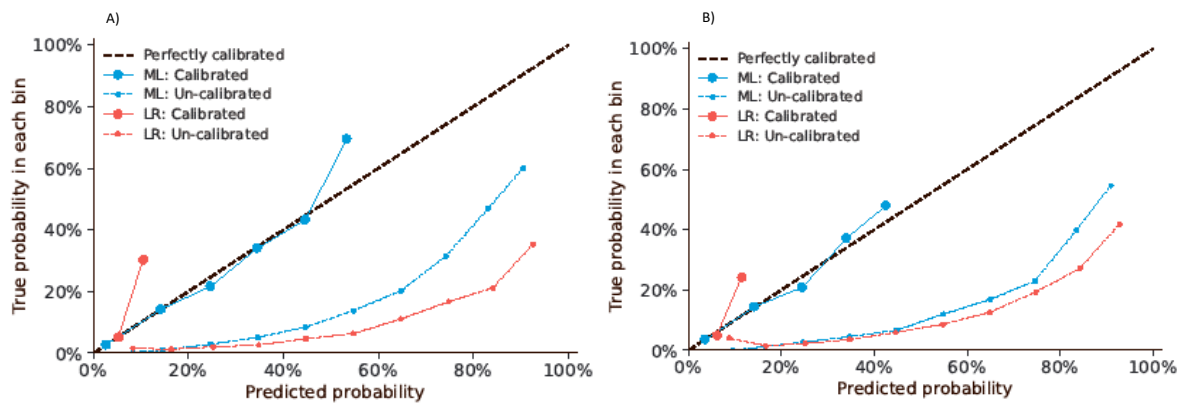 A)
100%
80%
60%
40%
20%
0%
True probability in each bin
Perfectly calibrated
ML: Calibrated
ML: Un-calibrated
LR: Calibrated
LR: Un-calibrated
0% 20% 40% 60% 80% 100%
Predicted probability
B)
100%
80%
60%
40%
20%
0%
True probability in each bin
Perfectly calibrated
ML: Calibrated
ML: Un-calibrated
LR: Calibrated
LR: Un-calibrated
0% 20% 40% 60% 80% 100%
Predicted probability